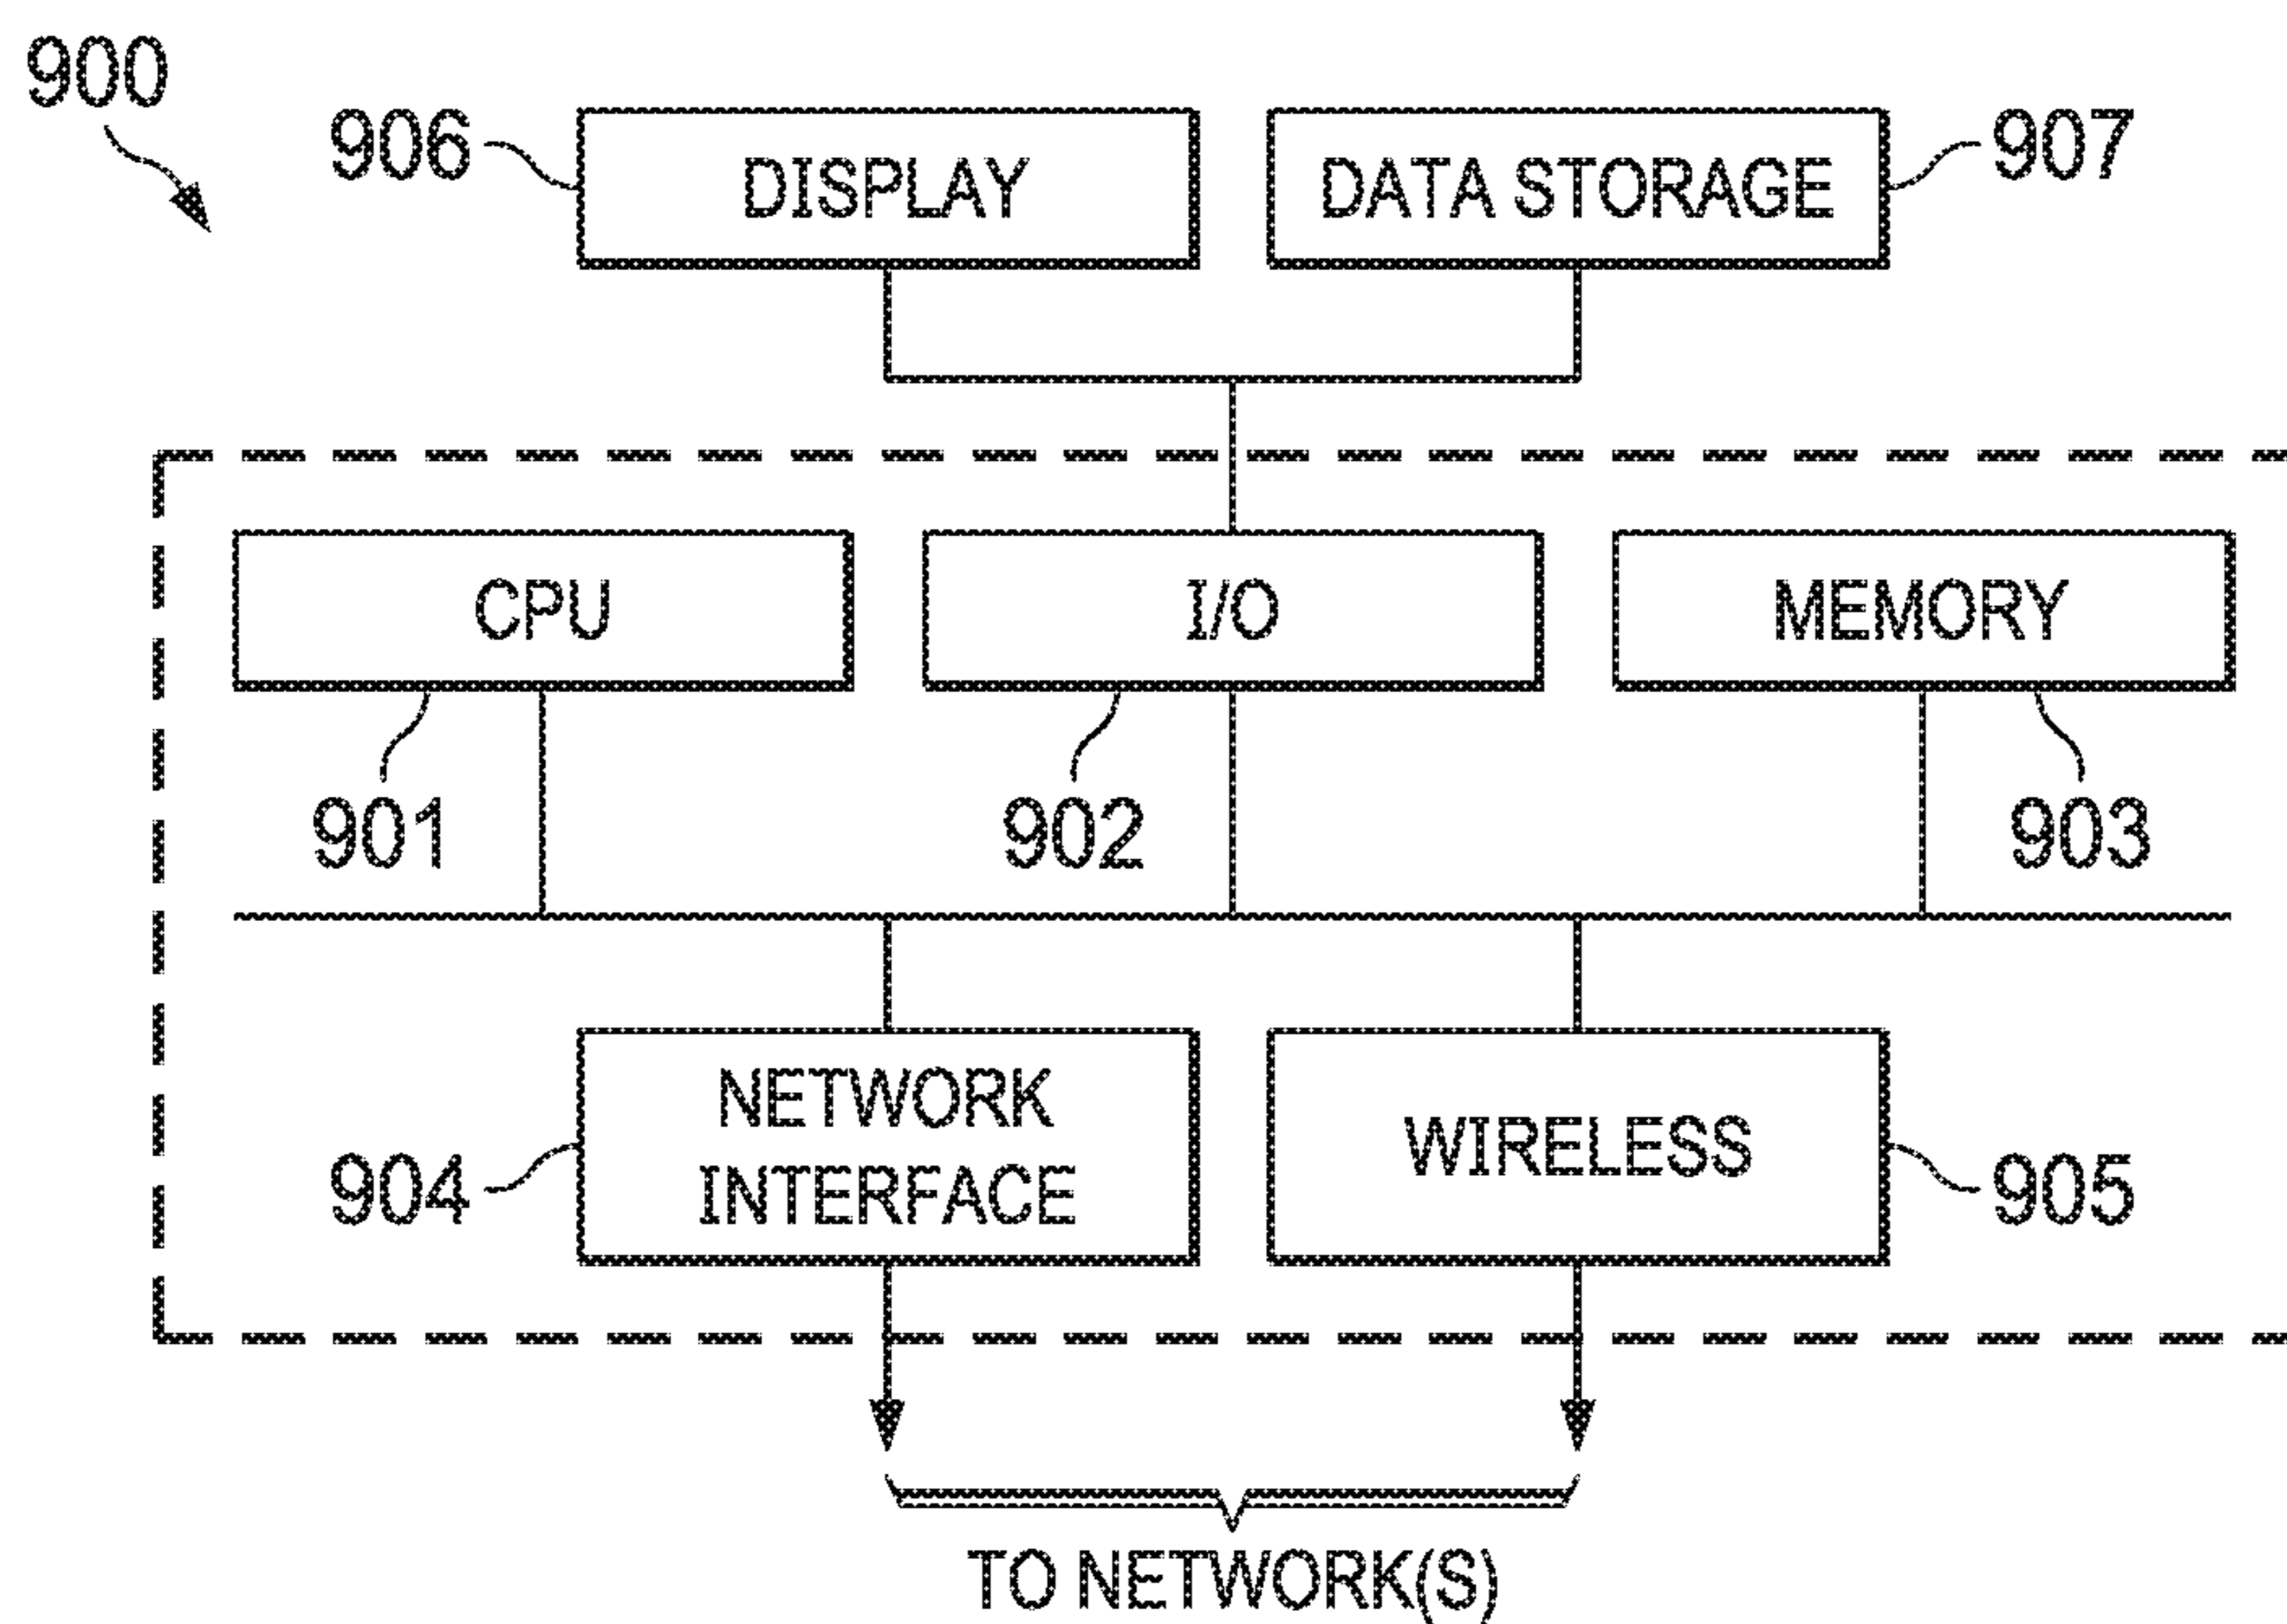 900
906
DISPLAY
DATA STORAGE
907
CPU
I/O
MEMORY
901
902
903
NETWORK
INTERFACE
WIRELESS
904
905
TO NETWORK(S)